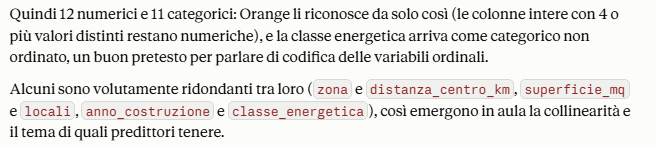 Quindi 12 numerici e 11 categorici: Orange li riconosce da solo così (le colonne intere con 4 o
più valori distinti restano numeriche), e la classe energetica arriva come categorico non
ordinato, un buon pretesto per parlare di codifica delle variabili ordinali.
Alcuni sono volutamente ridondanti tra loro (zona e distanza_centro_km, superficie_mq
e locali, anno_costruzione e classe_energetica), così emergono in aula la collinearità e
il tema di quali predittori tenere.